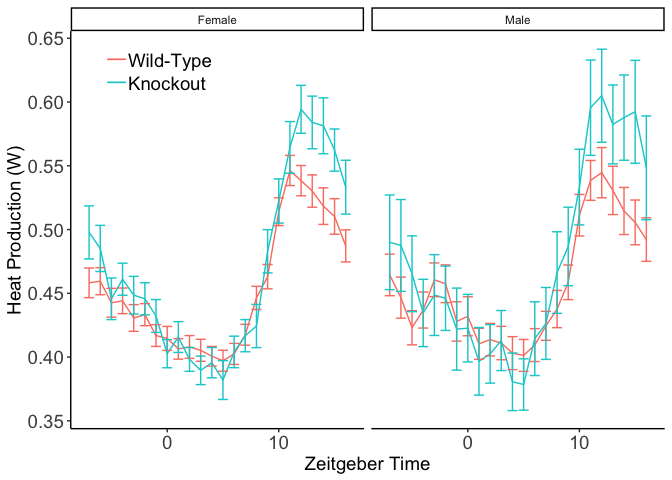 Female
Male
Wild-Type
Knockout
Heat Production (W)
0.65
0.60
0.55
0.50
0.45
0.40
0.35
0
10
0
10
Zeitgeber Time